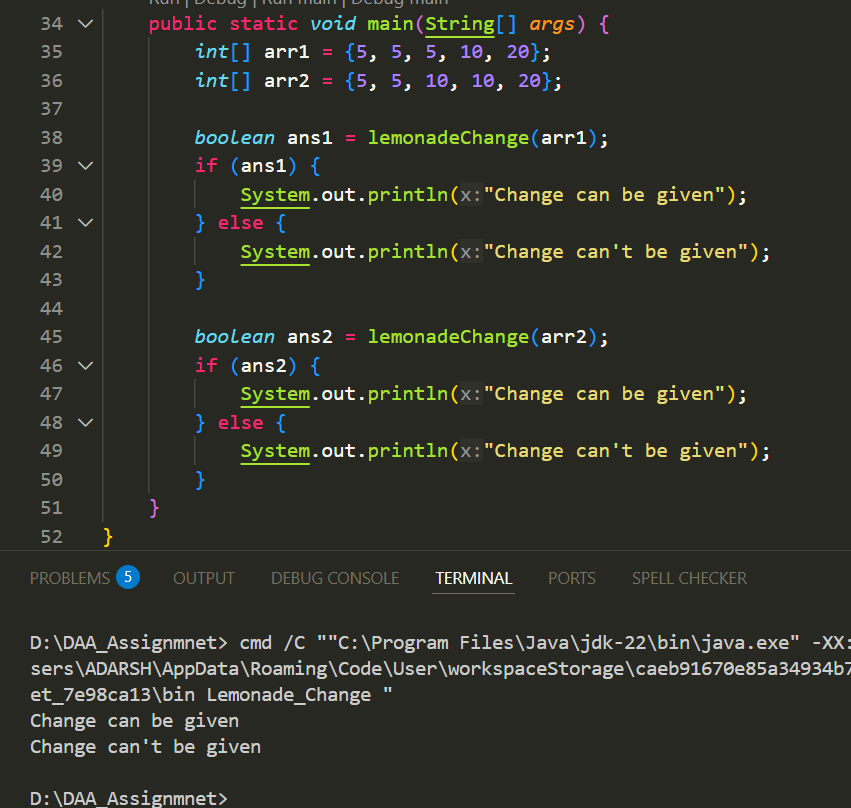 Run | Debug | Run main | Debug main
34 public static void main(String[] args) {
35 int[] arr1 = {5, 5, 5, 10, 20};
36 int[] arr2 = {5, 5, 10, 10, 20};
37
38 boolean ans1 = lemonadeChange(arr1);
39 if (ans1) {
40 System.out.println(x:"Change can be given");
41 } else {
42 System.out.println(x:"Change can't be given");
43 }
44
45 boolean ans2 = lemonadeChange(arr2);
46 if (ans2) {
47 System.out.println(x:"Change can be given");
48 } else {
49 System.out.println(x:"Change can't be given");
50 }
51 }
52 }
PROBLEMS 5 OUTPUT DEBUG CONSOLE TERMINAL PORTS SPELL CHECKER
D:\DAA_Assignmnet> cmd /C ""C:\Program Files\Java\jdk-22\bin\java.exe" -XX:
sers\ADARSH\AppData\Roaming\Code\User\workspaceStorage\caeb91670e85a34934b7
et_7e98ca13\bin Lemonade_Change "
Change can be given
Change can't be given
D:\DAA_Assignmnet>